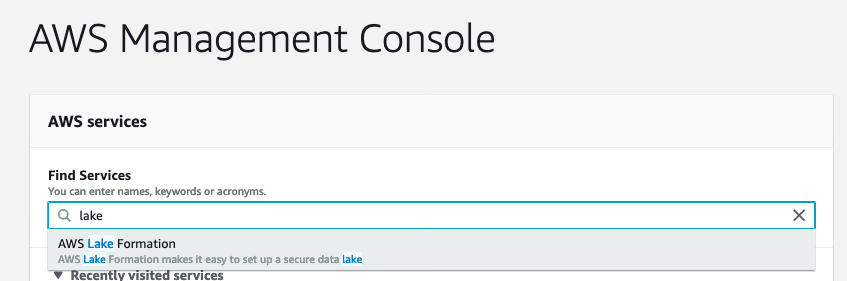 AWS Management Console
AWS services
Find Services
You can enter names, keywords or acronyms.
lake
AWS Lake Formation
AWS Lake Formation makes it easy to set up a secure data lake
Recently visited services